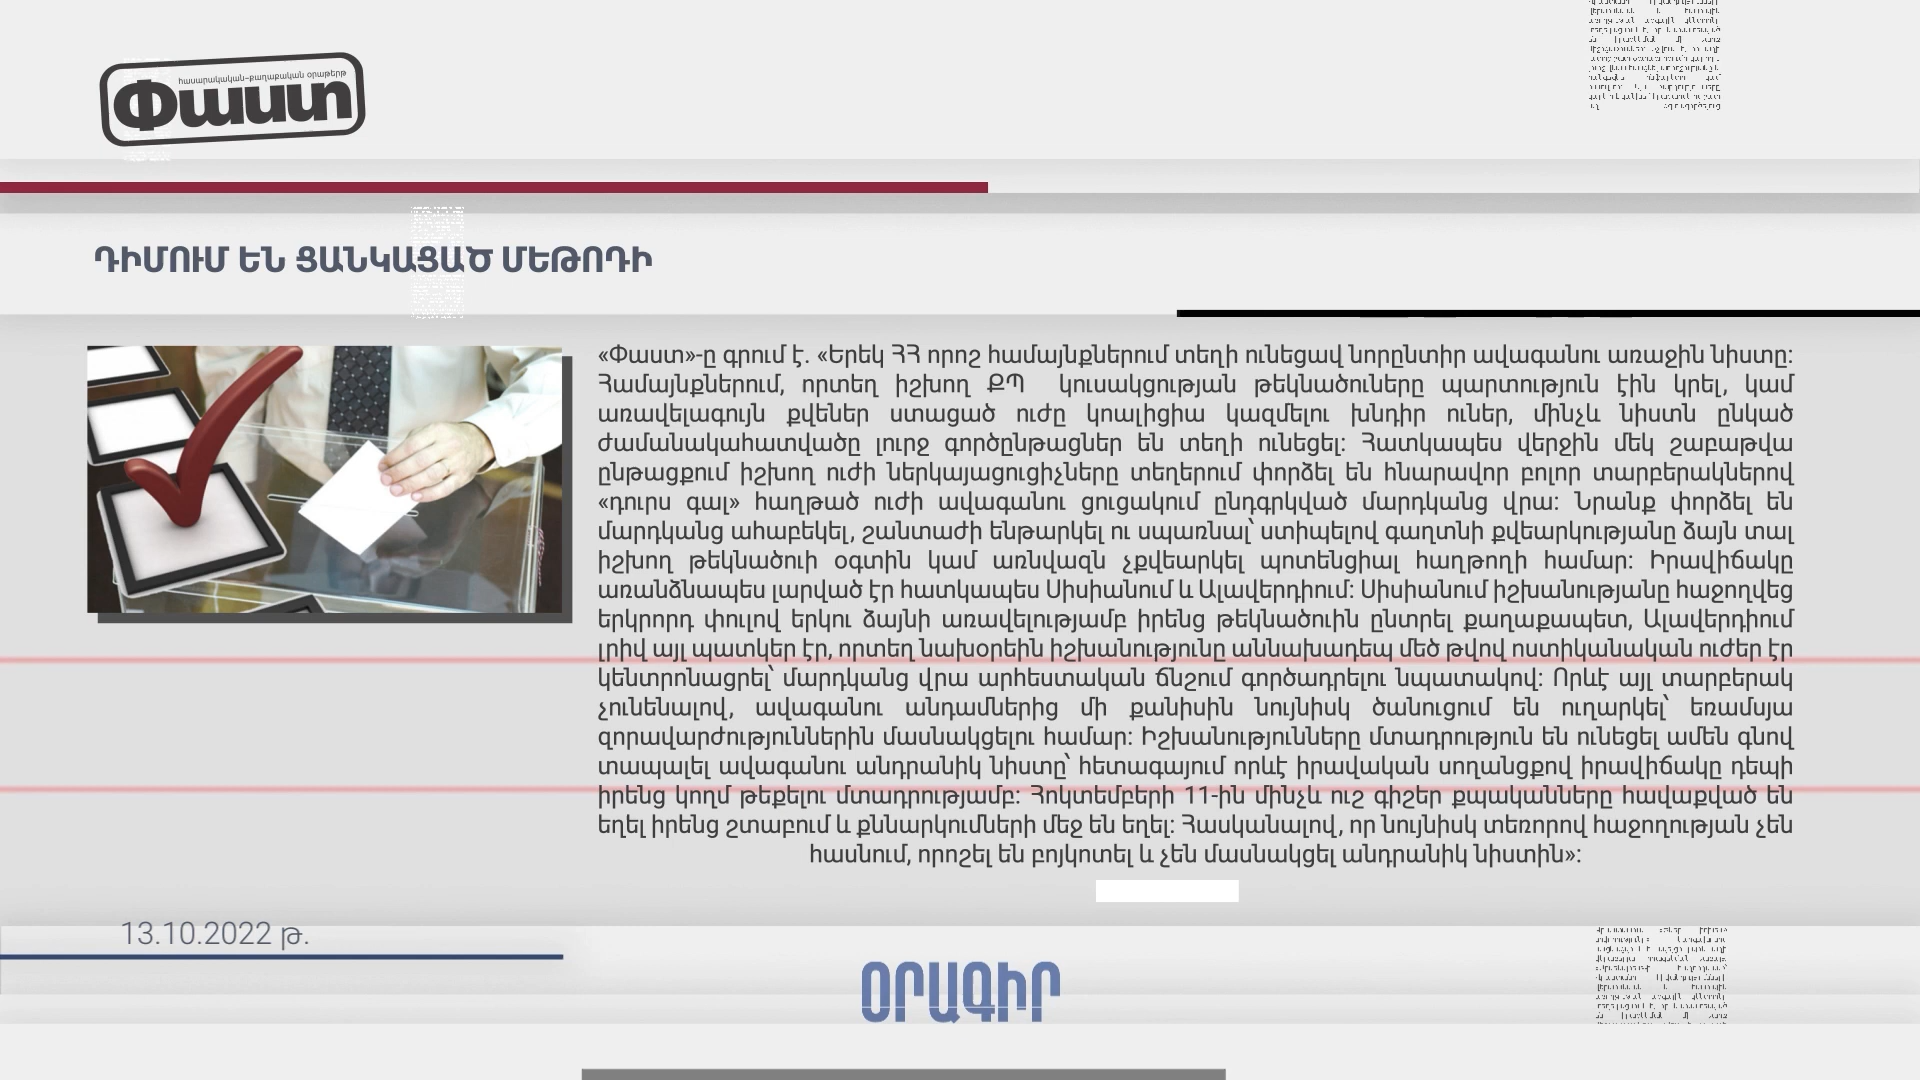 հասարակական-քաղաքական օրաթերթ
Փաստ
ԴԻՄՈՒՄ ԵՆ ՑԱՆԿԱՑԱԾ ՄԵԹՈԴԻ
«Փաստ»-ը գրում է. «Երեկ ՀՀ որոշ համայնքներում տեղի ունեցավ նորընտիր ավագանու առաջին նիստը:
Համայնքներում, որտեղ իշխող ՔՊ կուսակցության թեկնածուները պարտություն էին կրել, կամ
առավելագույն քվեներ ստացած ուժը կոալիցիա կազմելու խնդիր ուներ, մինչև նիստն ընկած
ժամանակահատվածը լուրջ գործընթացներ են տեղի ունեցել: Հատկապես վերջին մեկ շաբաթվա
ընթացքում իշխող ուժի ներկայացուցիչները տեղերում փորձել են հնարավոր բոլոր տարբերակներով
«դուրս գալ» հաղթած ուժի ավագանու ցուցակում ընդգրկված մարդկանց վրա: Նրանք փորձել են
մարդկանց ահաբեկել, շանտաժի ենթարկել ու սպառնալ՝ ստիպելով գաղտնի քվեարկությանը ձայն տալ
իշխող թեկնածուի օգտին կամ առնվազն չքվեարկել պոտենցիալ հաղթողի համար: Իրավիճակը
առանձնապես լարված էր հատկապես Սիսիանում և Ալավերդիում: Սիսիանում իշխանությանը հաջողվեց
երկրորդ փուլով երկու ձայնի առավելությամբ իրենց թեկնածուին ընտրել քաղաքապետ, Ալավերդիում
լրիվ այլ պատկեր էր, որտեղ նախօրեին իշխանությունը աննախադեպ մեծ թվով ոստիկանական ուժեր էր
կենտրոնացրել՝ մարդկանց վրա արհեստական ճնշում գործադրելու նպատակով: Որևէ այլ տարբերակ
չունենալով, ավագանու անդամներից մի քանիսին նույնիսկ ծանուցում են ուղարկել՝ եռամսյա
զորավարժություններին մասնակցելու համար: Իշխանությունները մտադրություն են ունեցել ամեն գնով
տապալել ավագանու անդրանիկ նիստը՝ հետագայում որևէ իրավական սողանցքով իրավիճակը դեպի
իրենց կողմ թեքելու մտադրությամբ: Հոկտեմբերի 11-ին մինչև ուշ գիշեր քպականները հավաքված են
եղել իրենց շտաբում և քննարկումների մեջ են եղել: Հասկանալով, որ նույնիսկ տեռորով հաջողության չեն
հասնում, որոշել են բոյկոտել և չեն մասնակցել անդրանիկ նիստին»:
13.10.2022 թ.
ՕՐԱԳԻՐ